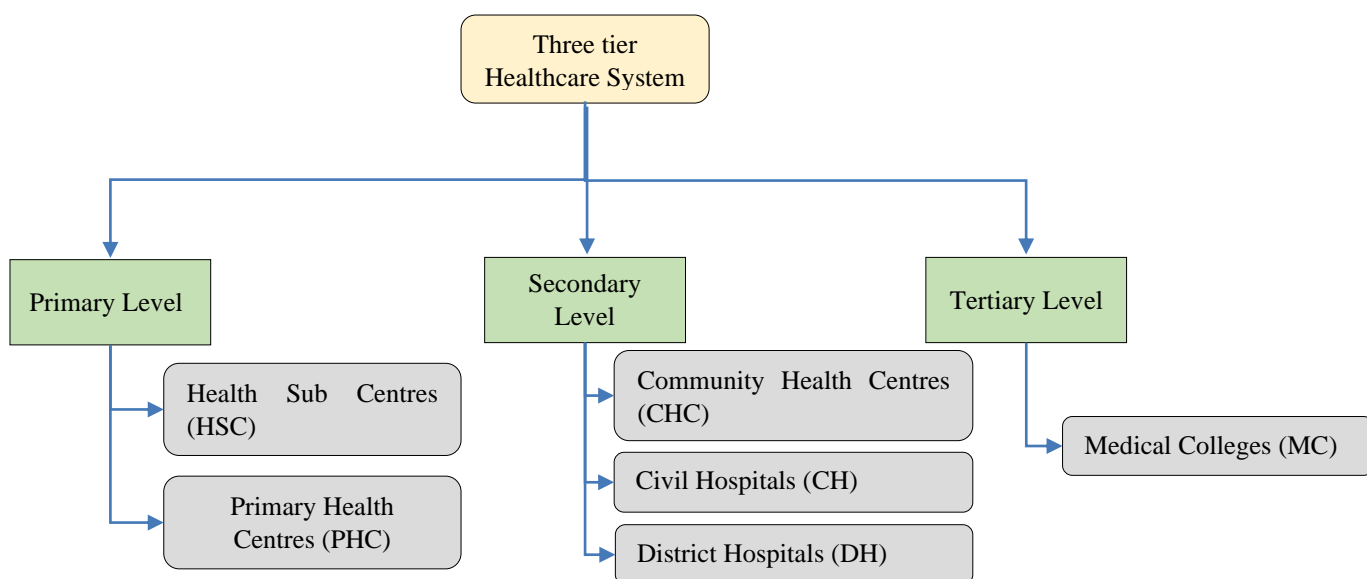 Three tier
Healthcare System
Primary Level
Secondary
Level
Tertiary Level
Health Sub Centres
(HSC)
Primary Health
Centres (PHC)
Community Health Centres
(CHC)
Civil Hospitals (CH)
District Hospitals (DH)
Medical Colleges (MC)